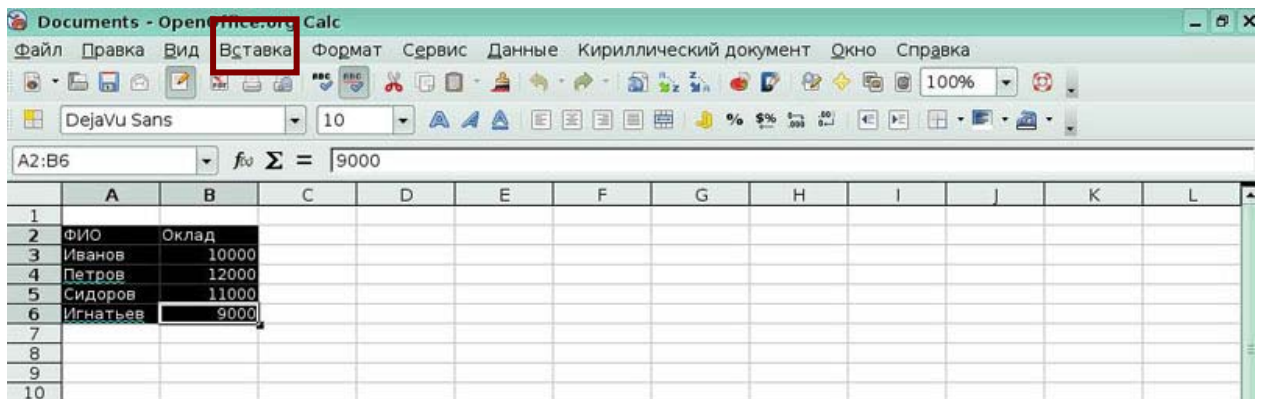 Documents - OpenOffice.org Calc
Файл Правка Вид Вставка Формат Сервис Данные Кириллический документ Окно Справка
100%
DejaVu Sans 10
A2:B6 f(x) Σ = 9000
A B C D E F G H I J K L
1
2 ФИО Оклад
3 Иванов 10000
4 Петров 12000
5 Сидоров 11000
6 Игнатьев 9000
7
8
9
10